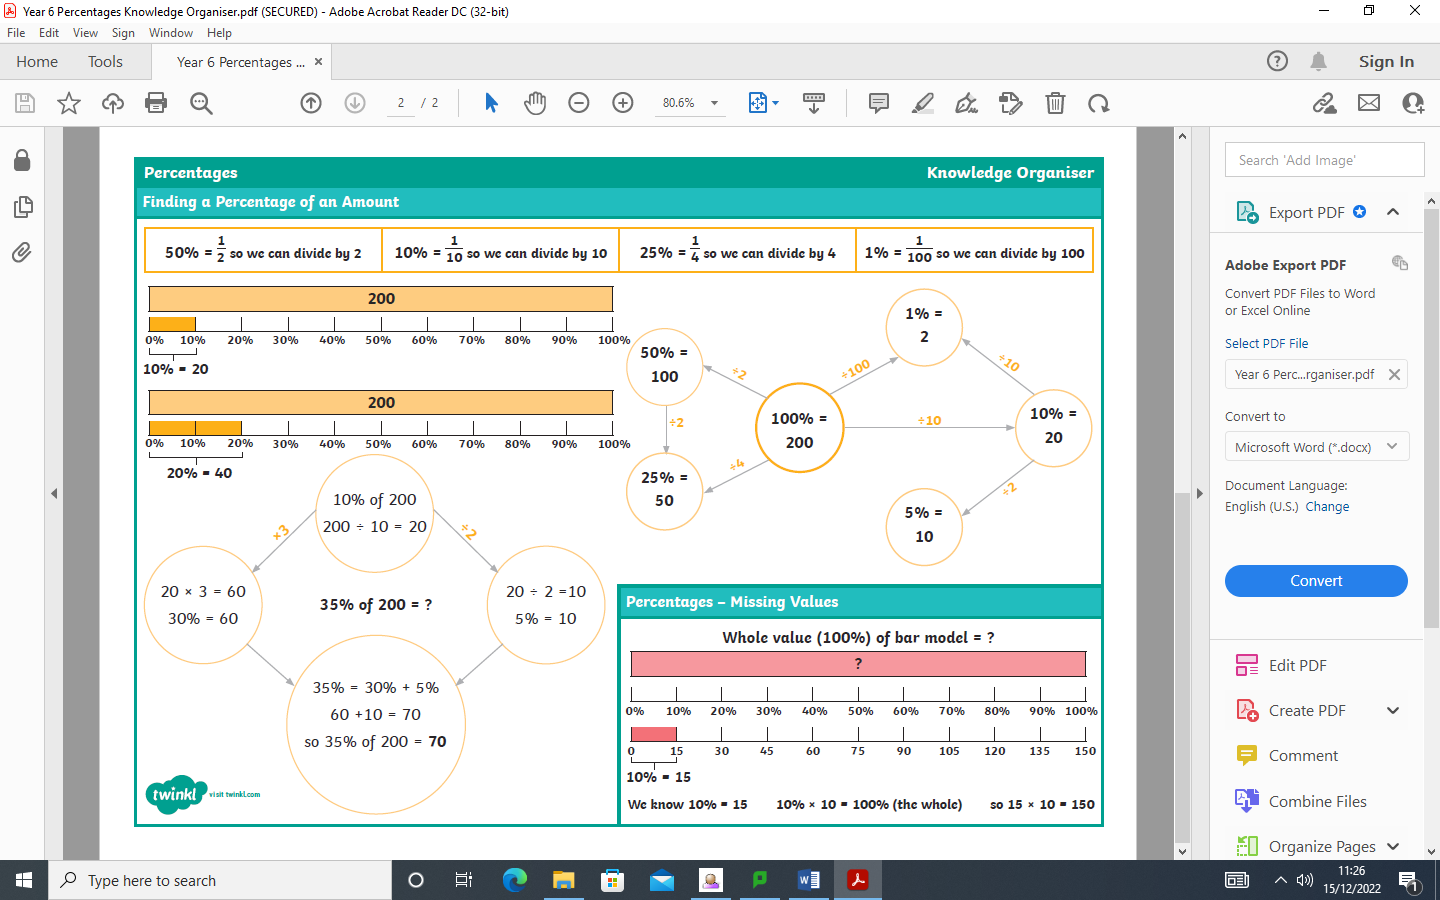 Year 6 Percentages Knowledge Organiser.pdf (SECURED) - Adobe Acrobat Reader DC (32-bit)
File Edit View Sign Window Help
Home Tools Year 6 Percentages ... × Sign In
2 / 2 80.6%
Percentages Knowledge Organiser
Finding a Percentage of an Amount
50% = 1/2 so we can divide by 2
10% = 1/10 so we can divide by 10
25% = 1/4 so we can divide by 4
1% = 1/100 so we can divide by 100
200
0% 10% 20% 30% 40% 50% 60% 70% 80% 90% 100%
10% = 20
200
0% 10% 20% 30% 40% 50% 60% 70% 80% 90% 100%
20% = 40
10% of 200
200 ÷ 10 = 20
×3
÷2
20 × 3 = 60
30% = 60
35% of 200 = ?
20 ÷ 2 =10
5% = 10
35% = 30% + 5%
60 +10 = 70
so 35% of 200 = 70
twinkl visit twinkl.com
50% =
100
÷2
÷2
25% =
50
÷4
100% =
200
÷100
1% =
2
÷10
÷10
10% =
20
÷2
5% =
10
Percentages – Missing Values
Whole value (100%) of bar model = ?
?
0% 10% 20% 30% 40% 50% 60% 70% 80% 90% 100%
0 15 30 45 60 75 90 105 120 135 150
10% = 15
We know 10% = 15 10% × 10 = 100% (the whole) so 15 × 10 = 150
Search 'Add Image'
Export PDF
Adobe Export PDF
Convert PDF Files to Word
or Excel Online
Select PDF File
Year 6 Perc...rganiser.pdf
Convert to
Microsoft Word (*.docx)
Document Language:
English (U.S.) Change
Convert
Edit PDF
Create PDF
Comment
Combine Files
Organize Pages
Type here to search
11:26
15/12/2022
1